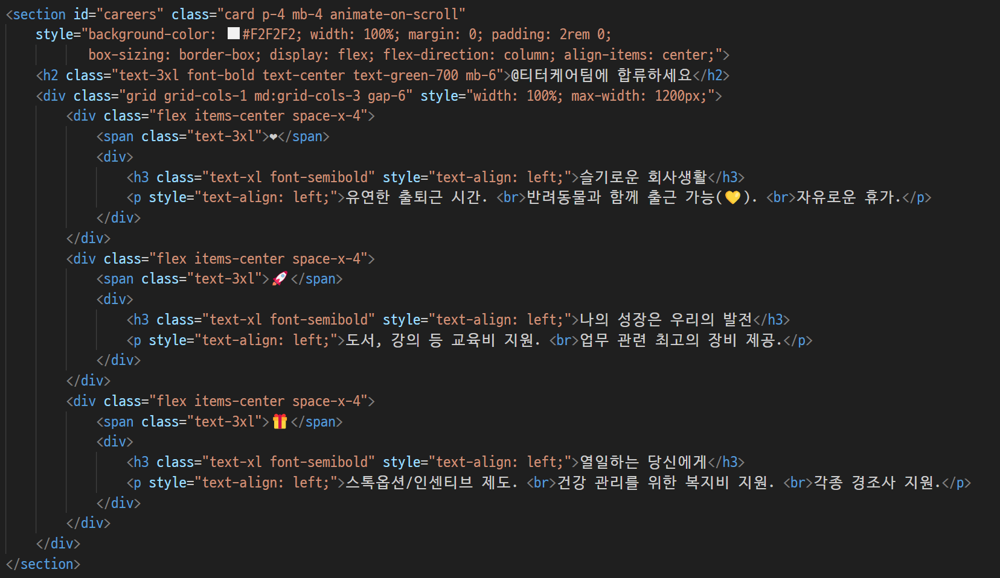 <section id="careers" class="card p-4 mb-4 animate-on-scroll"
style="background-color: #F2F2F2; width: 100%; margin: 0; padding: 2rem 0;
box-sizing: border-box; display: flex; flex-direction: column; align-items: center;">
<h2 class="text-3xl font-bold text-center text-green-700 mb-6">@티터케어팀에 합류하세요</h2>
<div class="grid grid-cols-1 md:grid-cols-3 gap-6" style="width: 100%; max-width: 1200px;">
<div class="flex items-center space-x-4">
<span class="text-3xl">❤</span>
<div>
<h3 class="text-xl font-semibold" style="text-align: left;">슬기로운 회사생활</h3>
<p style="text-align: left;">유연한 출퇴근 시간. <br>반려동물과 함께 출근 가능(💛). <br>자유로운 휴가.</p>
</div>
</div>
<div class="flex items-center space-x-4">
<span class="text-3xl">🚀</span>
<div>
<h3 class="text-xl font-semibold" style="text-align: left;">나의 성장은 우리의 발전</h3>
<p style="text-align: left;">도서, 강의 등 교육비 지원. <br>업무 관련 최고의 장비 제공.</p>
</div>
</div>
<div class="flex items-center space-x-4">
<span class="text-3xl">🎁</span>
<div>
<h3 class="text-xl font-semibold" style="text-align: left;">열일하는 당신에게</h3>
<p style="text-align: left;">스톡옵션/인센티브 제도. <br>건강 관리를 위한 복지비 지원. <br>각종 경조사 지원.</p>
</div>
</div>
</div>
</section>